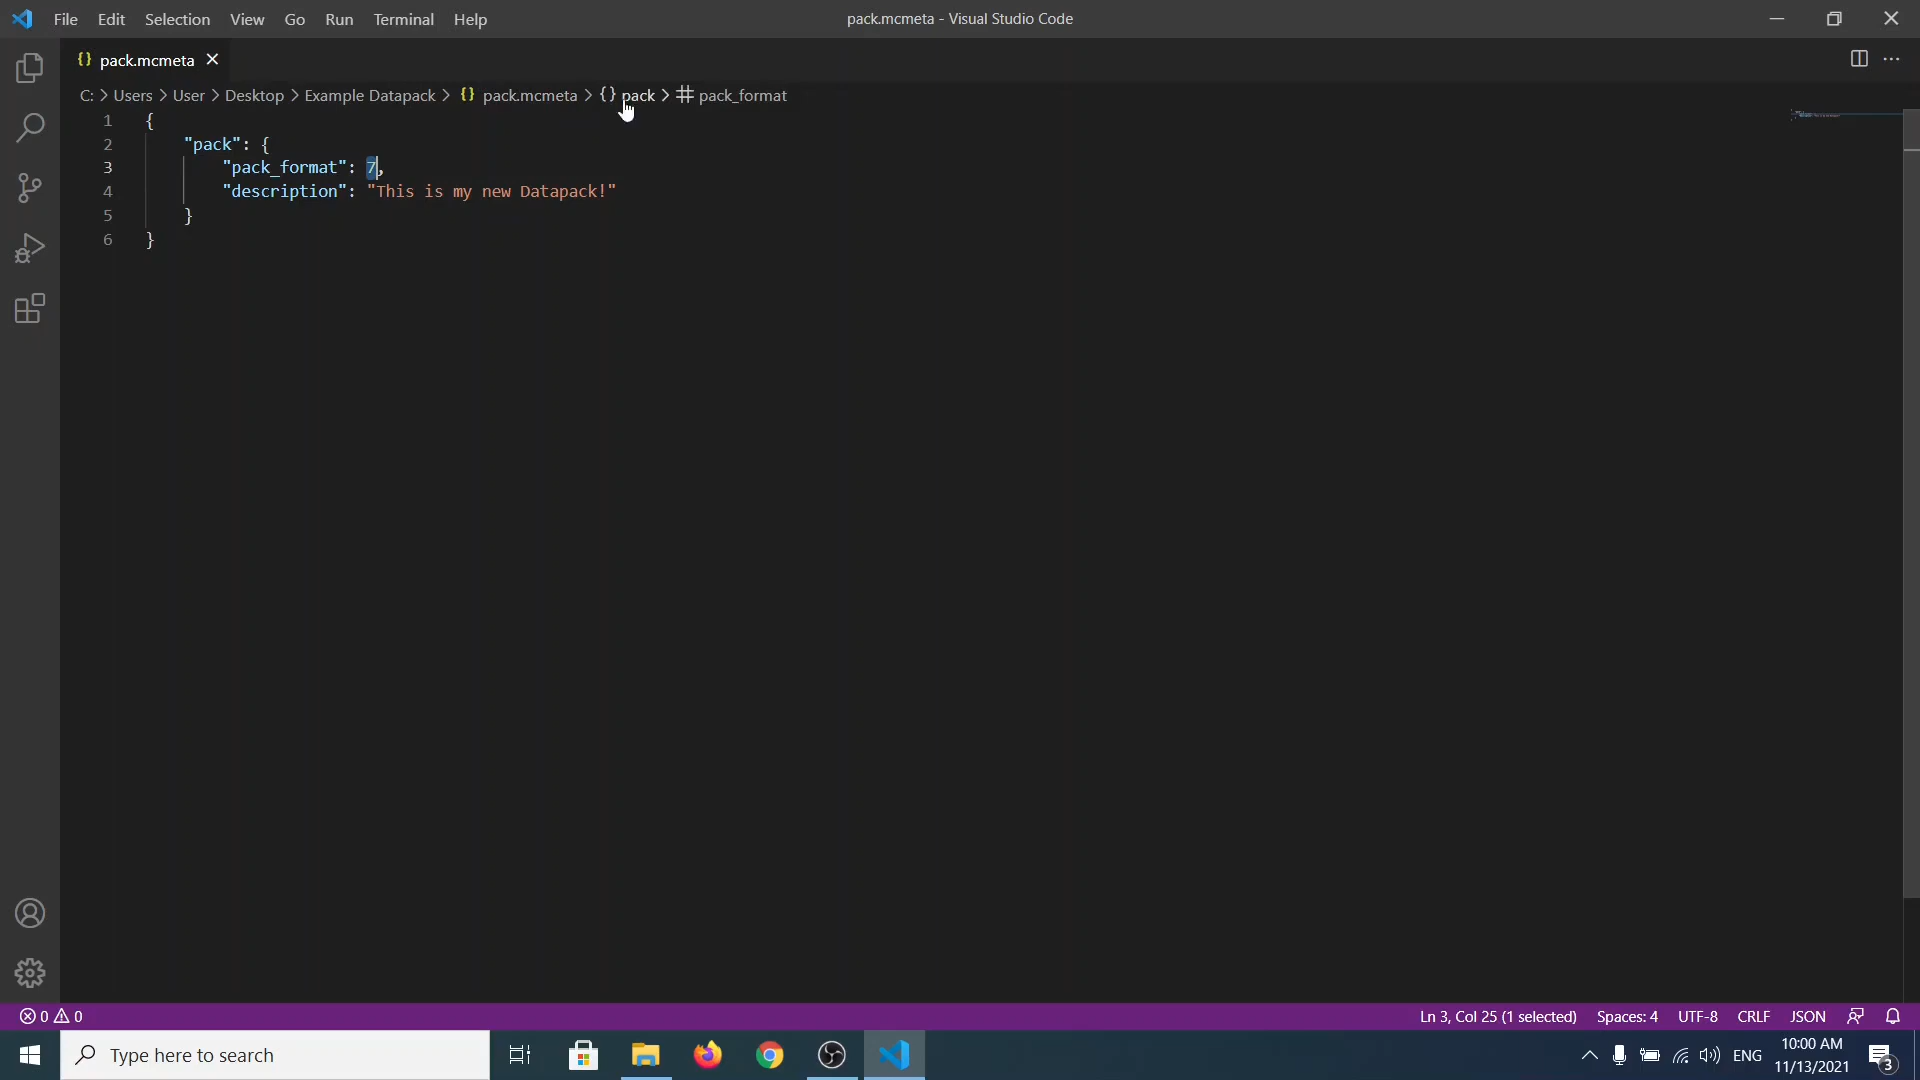 File Edit Selection View Go Run Terminal Help
pack.mcmeta - Visual Studio Code
{} pack.mcmeta
C: > Users > User > Desktop > Example Datapack > {} pack.mcmeta > {} pack > # pack_format
1 {
2 "pack": {
3 "pack_format": 7,
4 "description": "This is my new Datapack!"
5 }
6 }
0 0
Ln 3, Col 25 (1 selected) Spaces: 4 UTF-8 CRLF JSON
Type here to search
ENG
10:00 AM
11/13/2021
3